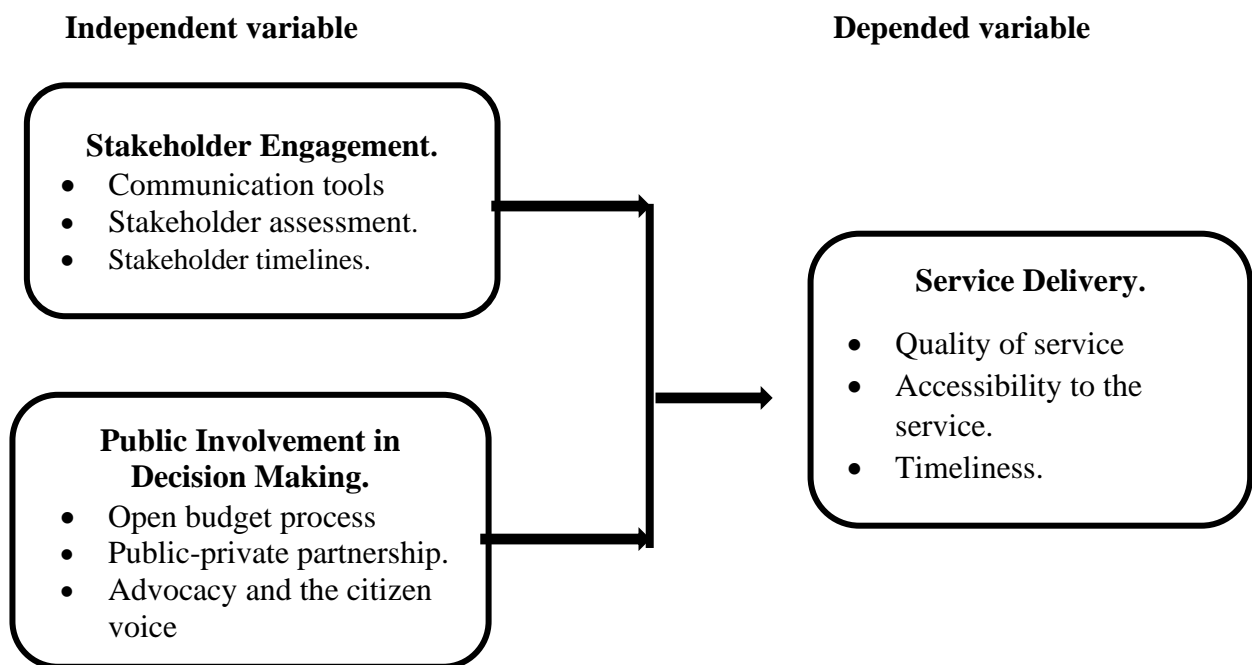 Independent variable
Depended variable
Stakeholder Engagement.
• Communication tools
• Stakeholder assessment.
• Stakeholder timelines.
Public Involvement in
Decision Making.
• Open budget process
• Public-private partnership.
• Advocacy and the citizen
voice
Service Delivery.
• Quality of service
• Accessibility to the
service.
• Timeliness.